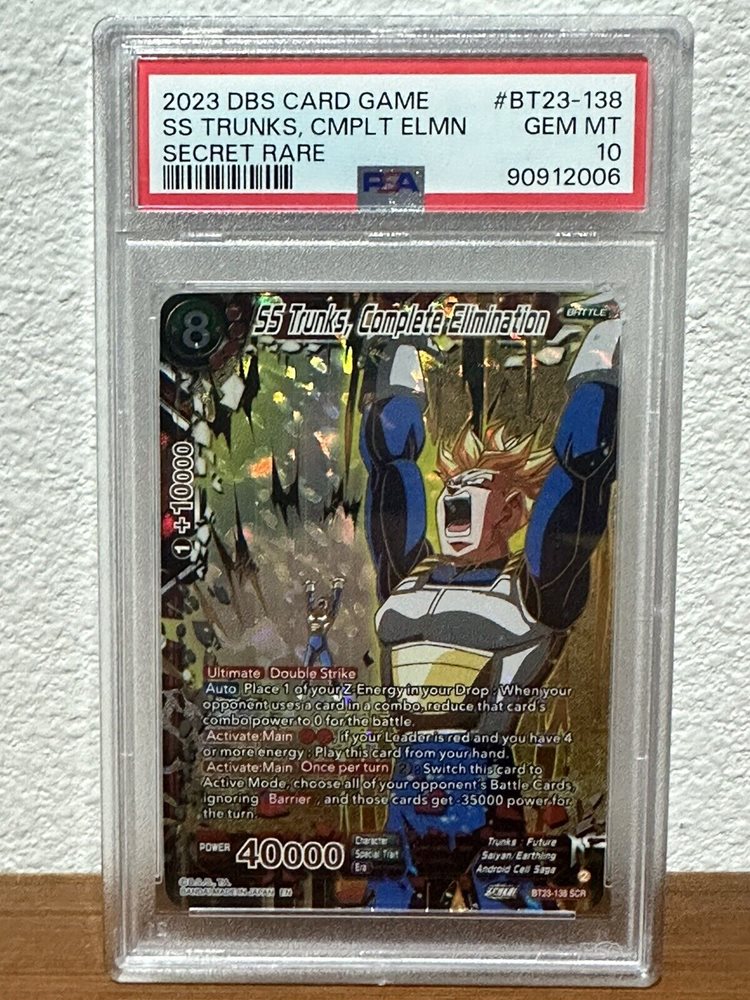 2023 DBS CARD GAME #BT23-138
SS TRUNKS, CMPLT ELMN GEM MT
SECRET RARE 10
PSA 90912006
8 SS Trunks, Complete Elimination BATTLE
1 +10000
Ultimate Double Strike
Auto Place 1 of your Z-Energy in your Drop : When your
opponent uses a card in a combo, reduce that card's
combo power to 0 for the battle.
Activate:Main , if your Leader is red and you have 4
or more energy : Play this card from your hand.
Activate:Main Once per turn : Switch this card to
Active Mode, choose all of your opponent's Battle Cards,
ignoring Barrier , and those cards get -35000 power for
the turn.
POWER 40000
Character Trunks : Future
Special Trait Saiyan/Earthling
Era Android Cell Saga
BANDAI MADE IN JAPAN EN
BT23-138 SCR